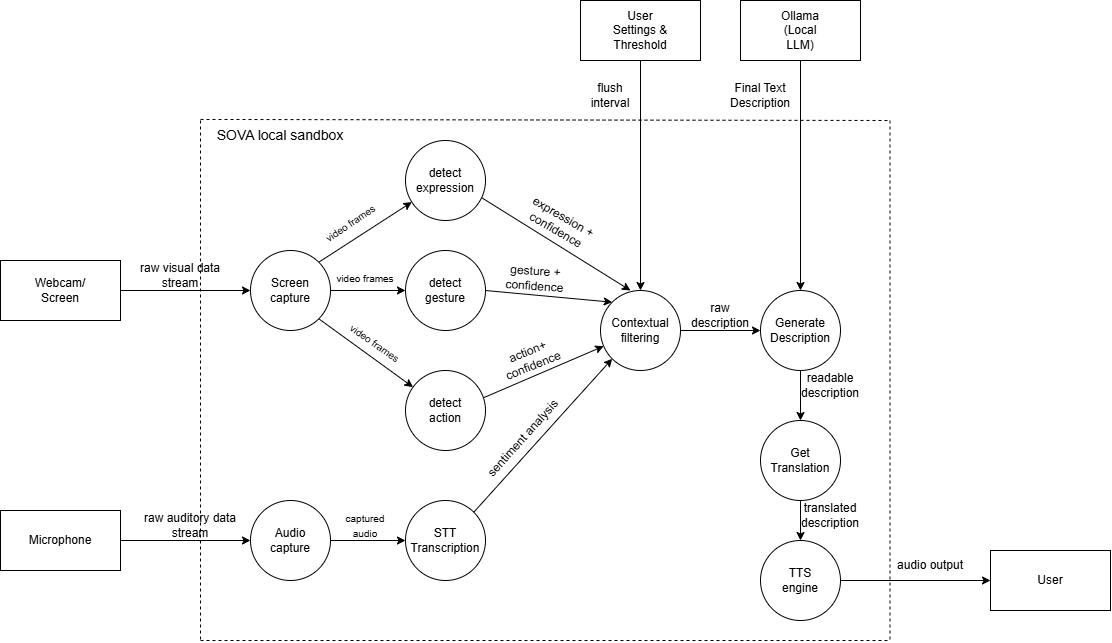 User
Settings &
Threshold
Ollama
(Local
LLM)
flush
interval
Final Text
Description
SOVA local sandbox
detect
expression
video frames
expression +
confidence
Webcam/
Screen
raw visual data
stream
Screen
capture
video frames
detect
gesture
gesture +
confidence
Contextual
filtering
raw
description
Generate
Description
video frames
detect
action
action+
confidence
readable
description
Get
Translation
sentiment analysis
translated
description
Microphone
raw auditory data
stream
Audio
capture
captured
audio
STT
Transcription
TTS
engine
audio output
User